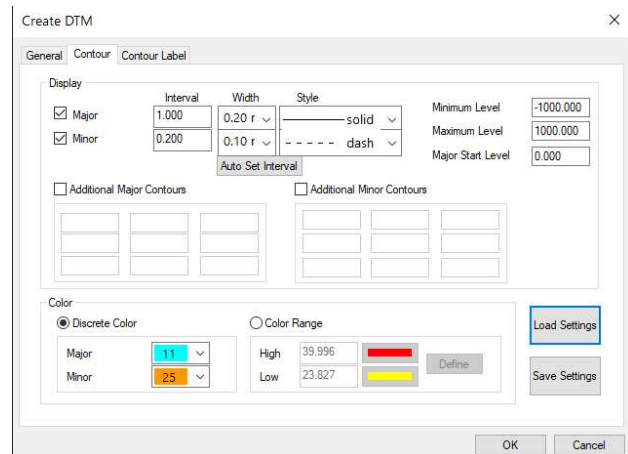 Create DTM
General Contour Contour Label
Display
Interval Width Style
Major 1.000 0.20 r solid
Minor 0.200 0.10 r dash
Auto Set Interval
Minimum Level -1000.000
Maximum Level 1000.000
Major Start Level 0.000
Additional Major Contours
Additional Minor Contours
Color
Discrete Color
Major 11
Minor 25
Color Range
High 39.996
Low 23.827
Define
Load Settings
Save Settings
OK Cancel